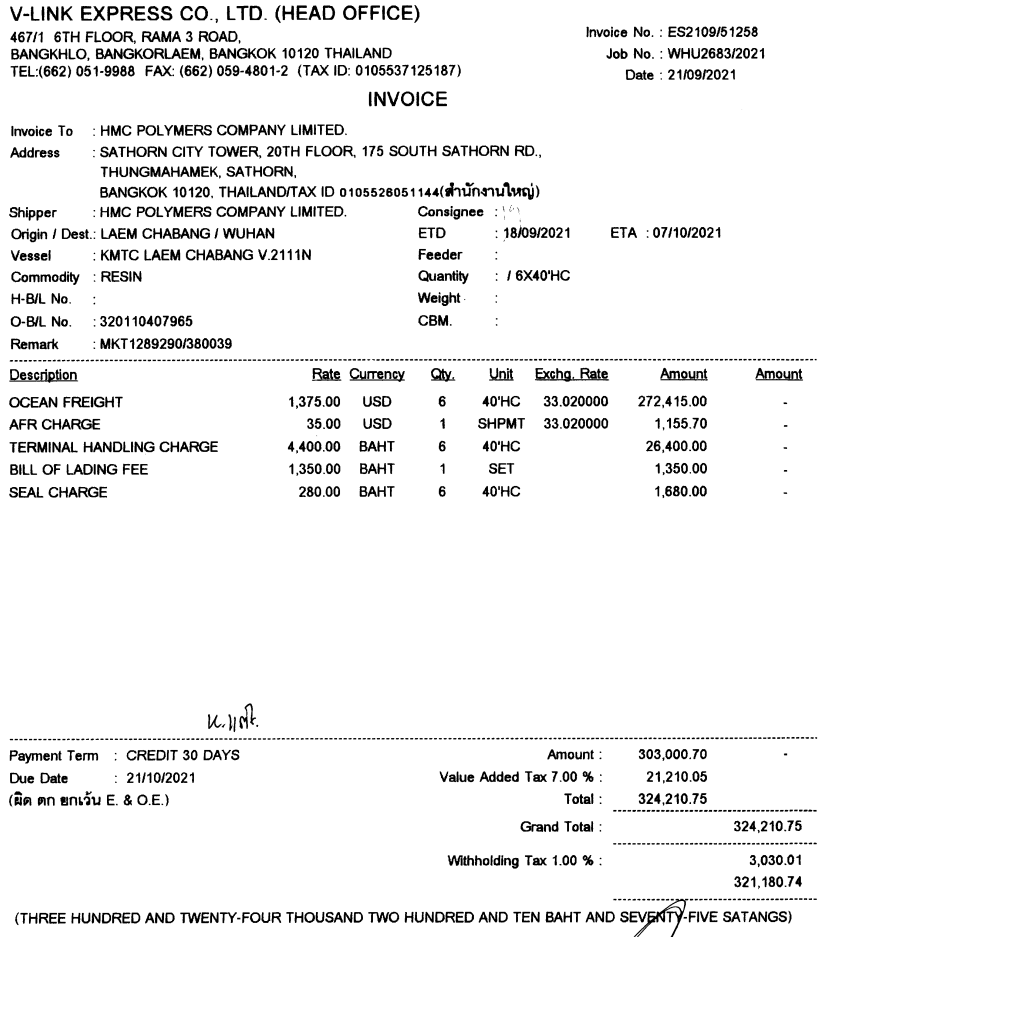 V-LINK EXPRESS CO., LTD. (HEAD OFFICE)
467/1 6TH FLOOR, RAMA 3 ROAD,
BANGKHLO, BANGKORLAEM, BANGKOK 10120 THAILAND
TEL:(662) 051-9988 FAX: (662) 059-4801-2 (TAX ID: 0105537125187)
Invoice No. : ES2109/51258
Job No. : WHU2683/2021
Date : 21/09/2021
INVOICE
Invoice To : HMC POLYMERS COMPANY LIMITED.
Address : SATHORN CITY TOWER, 20TH FLOOR, 175 SOUTH SATHORN RD.,
THUNGMAHAMEK, SATHORN,
BANGKOK 10120, THAILAND/TAX ID 0105526051144(สำนักงานใหญ่)
Shipper : HMC POLYMERS COMPANY LIMITED. Consignee :
Origin / Dest.: LAEM CHABANG / WUHAN ETD : 18/09/2021 ETA : 07/10/2021
Vessel : KMTC LAEM CHABANG V.2111N Feeder :
Commodity : RESIN Quantity : / 6X40'HC
H-B/L No. : Weight :
O-B/L No. : 320110407965 CBM. :
Remark : MKT1289290/380039
Description Rate Currency Qty. Unit Exchg. Rate Amount Amount
OCEAN FREIGHT 1,375.00 USD 6 40'HC 33.020000 272,415.00 -
AFR CHARGE 35.00 USD 1 SHPMT 33.020000 1,155.70 -
TERMINAL HANDLING CHARGE 4,400.00 BAHT 6 40'HC 26,400.00 -
BILL OF LADING FEE 1,350.00 BAHT 1 SET 1,350.00 -
SEAL CHARGE 280.00 BAHT 6 40'HC 1,680.00 -
Payment Term : CREDIT 30 DAYS Amount : 303,000.70 -
Due Date : 21/10/2021 Value Added Tax 7.00 % : 21,210.05
(ผิด ตก ยกเว้น E. & O.E.) Total : 324,210.75
Grand Total : 324,210.75
Withholding Tax 1.00 % : 3,030.01
321,180.74
(THREE HUNDRED AND TWENTY-FOUR THOUSAND TWO HUNDRED AND TEN BAHT AND SEVENTY-FIVE SATANGS)